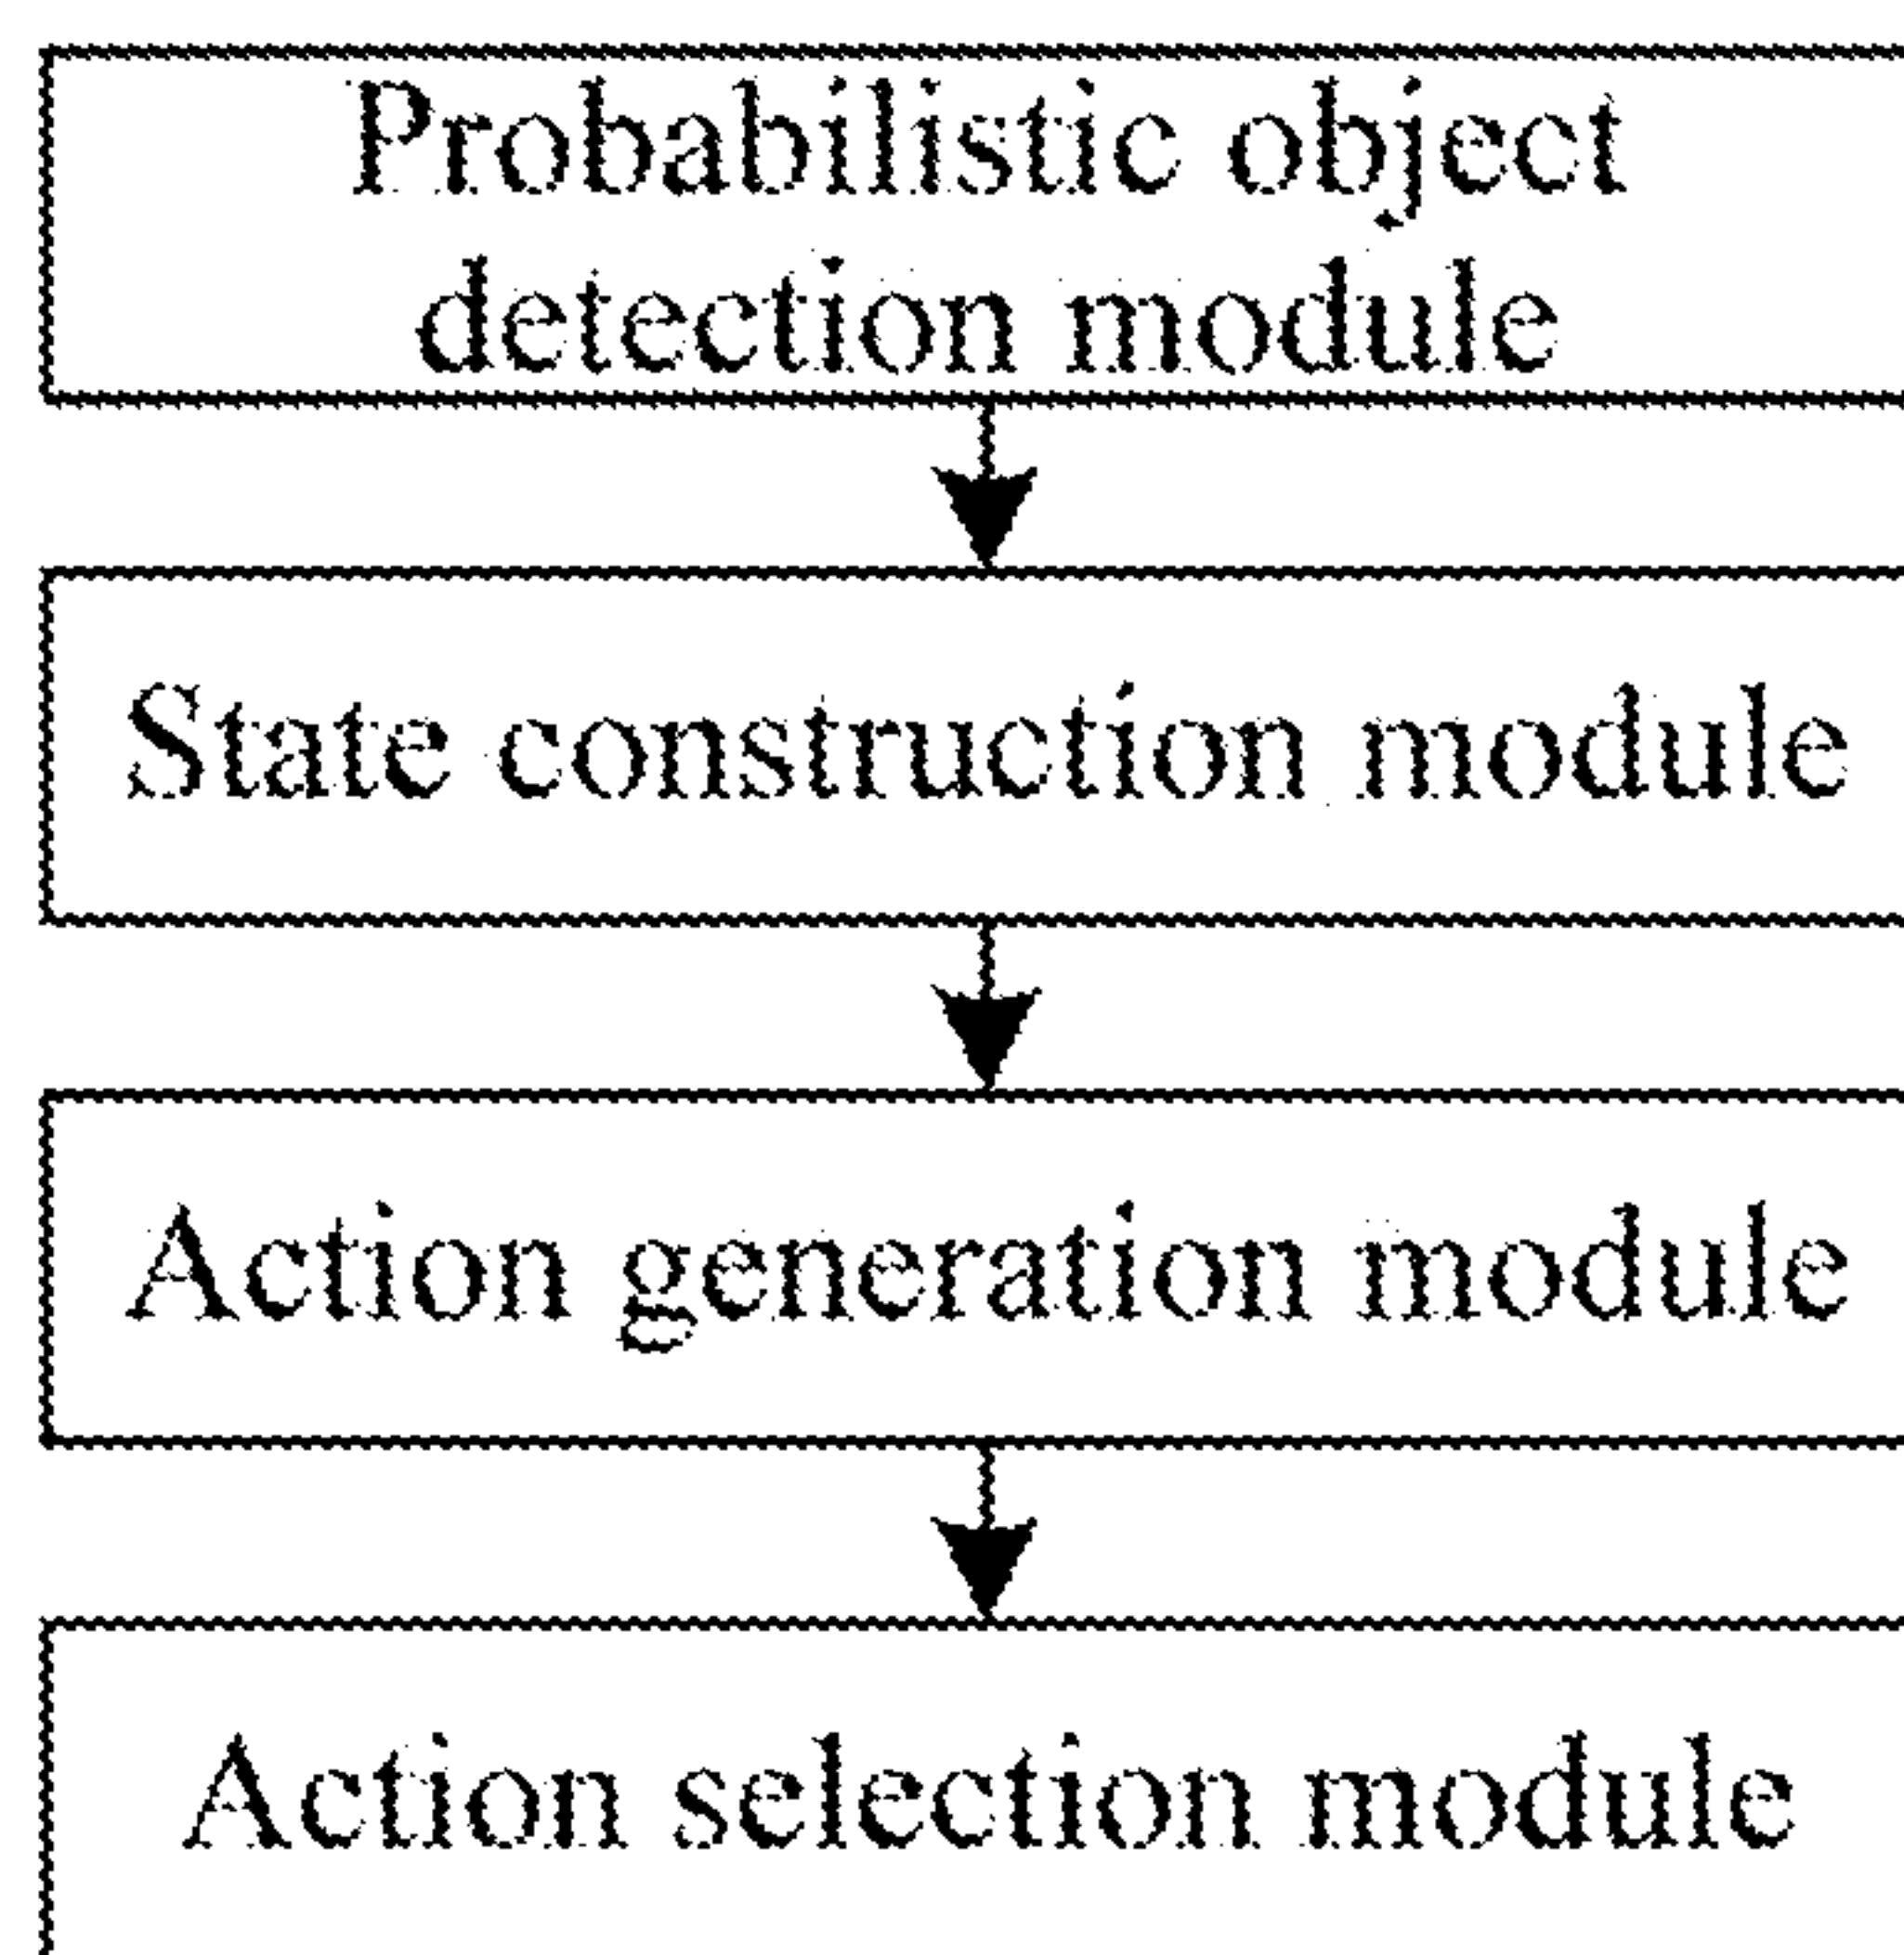 Probabilistic object
detection module
State construction module
Action generation module
Action selection module